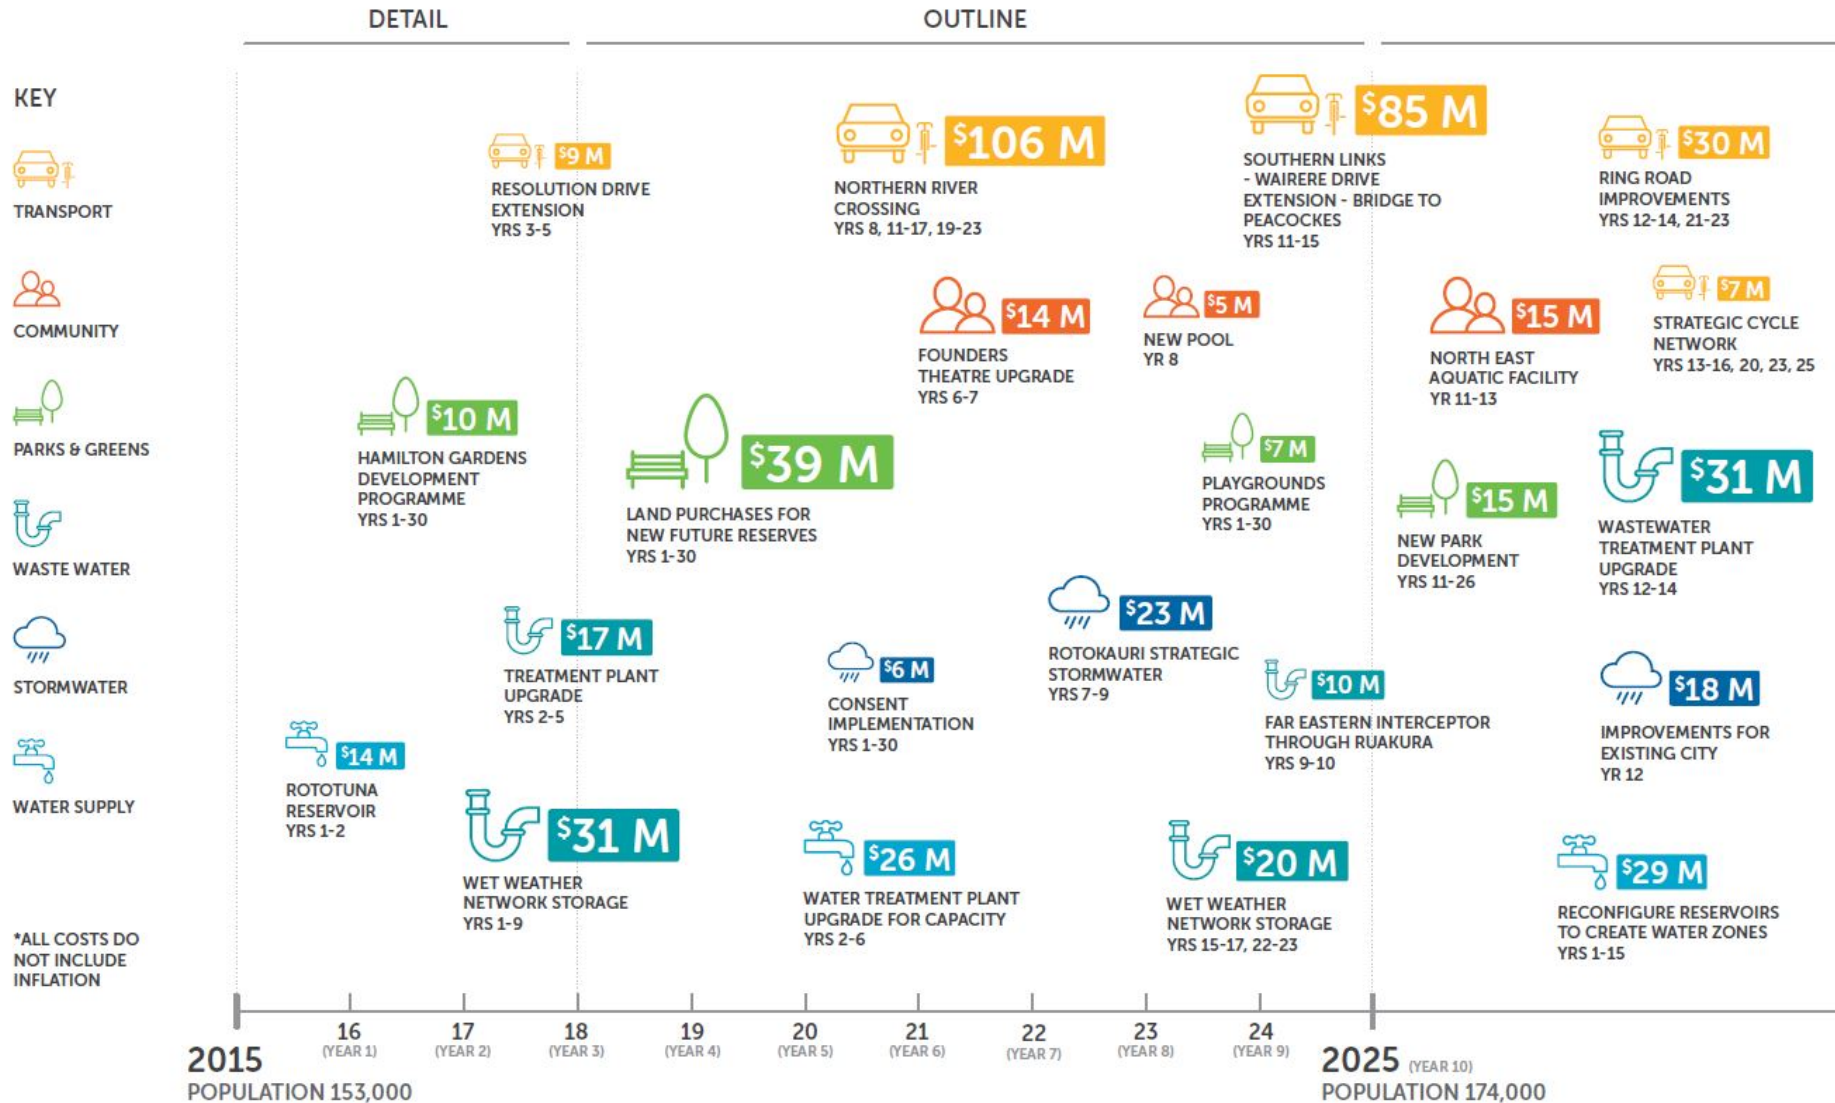 DETAIL
OUTLINE
KEY
TRANSPORT
COMMUNITY
PARKS & GREENS
WASTE WATER
STORMWATER
WATER SUPPLY
*ALL COSTS DO
NOT INCLUDE
INFLATION
$9 M
RESOLUTION DRIVE
EXTENSION
YRS 3-5
$106 M
NORTHERN RIVER
CROSSING
YRS 8, 11-17, 19-23
$85 M
SOUTHERN LINKS
- WAIRERE DRIVE
EXTENSION - BRIDGE TO
PEACOCKES
YRS 11-15
$30 M
RING ROAD
IMPROVEMENTS
YRS 12-14, 21-23
$14 M
FOUNDERS
THEATRE UPGRADE
YRS 6-7
$5 M
NEW POOL
YR 8
$15 M
NORTH EAST
AQUATIC FACILITY
YR 11-13
$7 M
STRATEGIC CYCLE
NETWORK
YRS 13-16, 20, 23, 25
$10 M
HAMILTON GARDENS
DEVELOPMENT
PROGRAMME
YRS 1-30
$39 M
LAND PURCHASES FOR
NEW FUTURE RESERVES
YRS 1-30
$7 M
PLAYGROUNDS
PROGRAMME
YRS 1-30
$15 M
NEW PARK
DEVELOPMENT
YRS 11-26
$31 M
WASTEWATER
TREATMENT PLANT
UPGRADE
YRS 12-14
$17 M
TREATMENT PLANT
UPGRADE
YRS 2-5
$6 M
CONSENT
IMPLEMENTATION
YRS 1-30
$23 M
ROTOKAURI STRATEGIC
STORMWATER
YRS 7-9
$10 M
FAR EASTERN INTERCEPTOR
THROUGH RUAKURA
YRS 9-10
$18 M
IMPROVEMENTS FOR
EXISTING CITY
YR 12
$14 M
ROTOTUNA
RESERVOIR
YRS 1-2
$31 M
WET WEATHER
NETWORK STORAGE
YRS 1-9
$26 M
WATER TREATMENT PLANT
UPGRADE FOR CAPACITY
YRS 2-6
$20 M
WET WEATHER
NETWORK STORAGE
YRS 15-17, 22-23
$29 M
RECONFIGURE RESERVOIRS
TO CREATE WATER ZONES
YRS 1-15
2015
POPULATION 153,000
16
(YEAR 1)
17
(YEAR 2)
18
(YEAR 3)
19
(YEAR 4)
20
(YEAR 5)
21
(YEAR 6)
22
(YEAR 7)
23
(YEAR 8)
24
(YEAR 9)
2025 (YEAR 10)
POPULATION 174,000